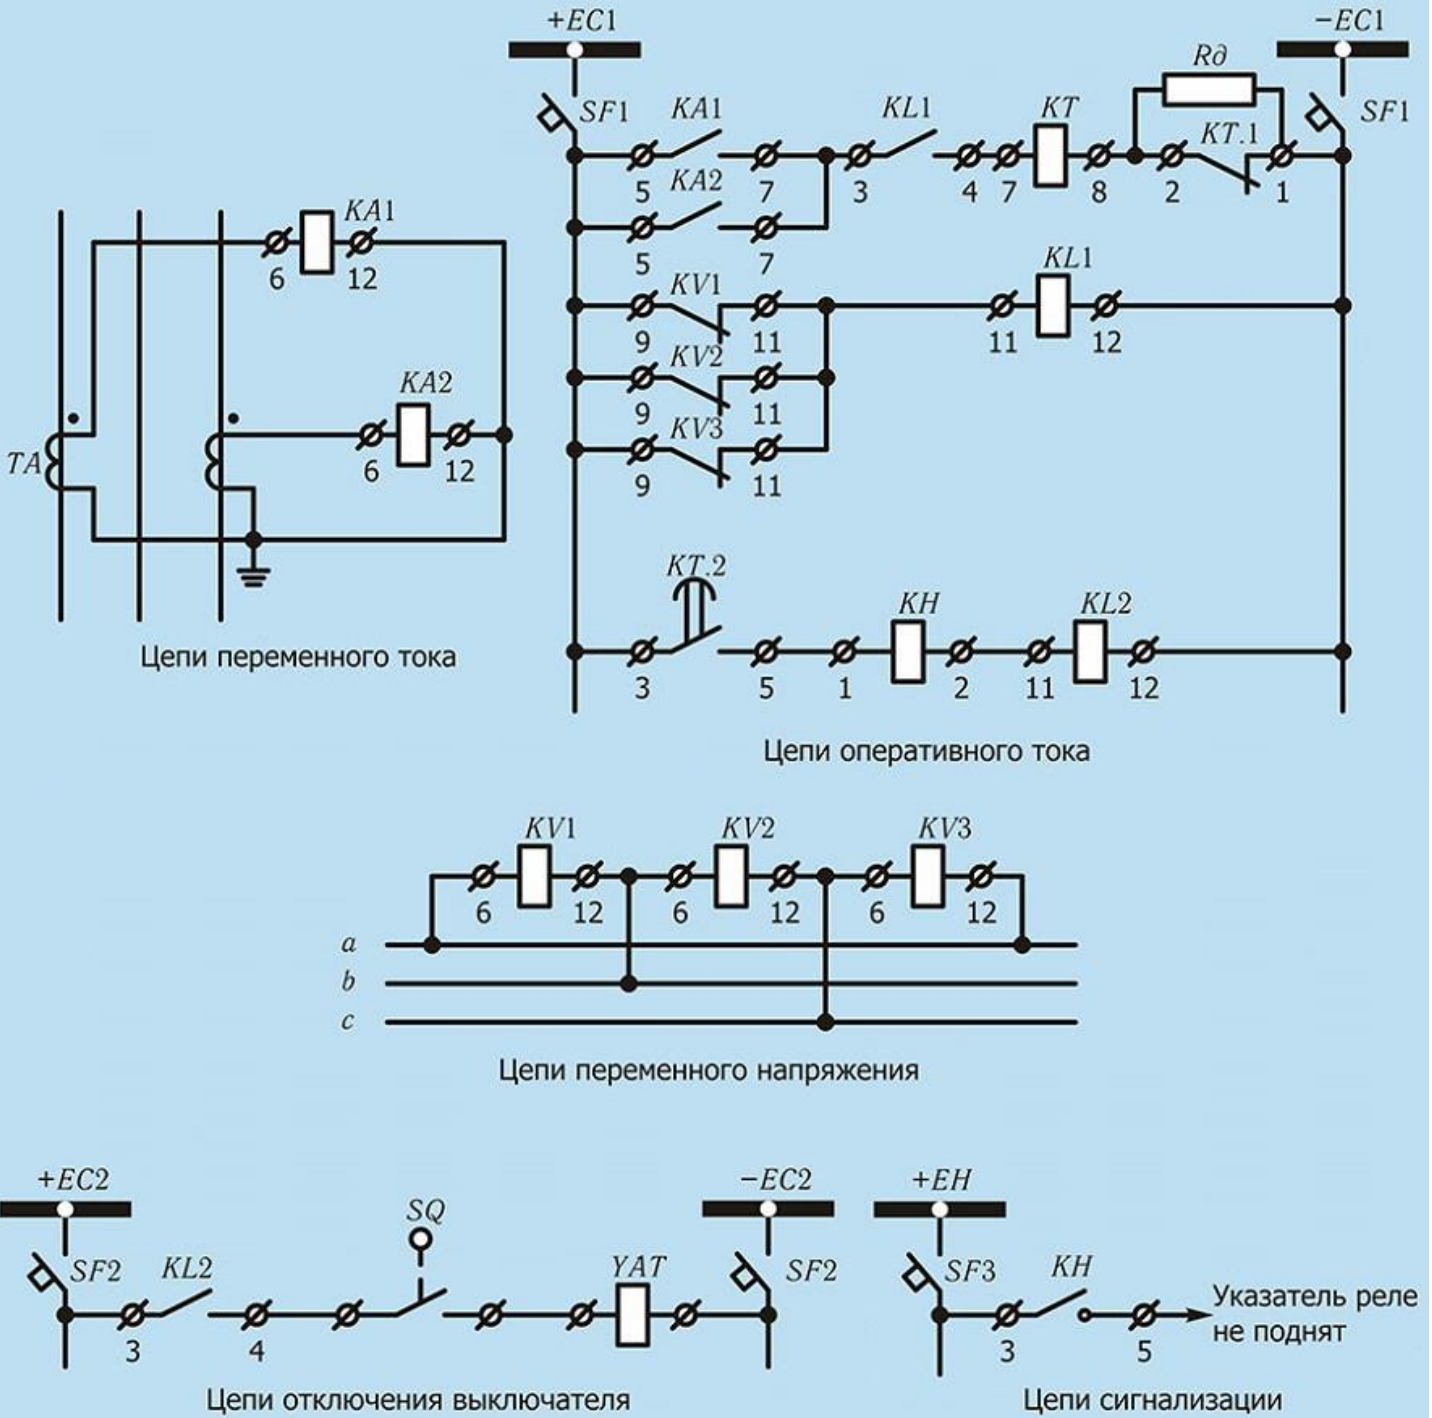 +EC1
−EC1
Rд
SF1
KA1
KL1
KT
KT.1
SF1
5
7
3
4
7
8
2
1
KA2
5
7
KA1
6
12
KV1
KL1
9
11
11
12
KV2
9
11
KA2
6
12
KV3
9
11
TA
KT.2
KH
KL2
3
5
1
2
11
12
Цепи переменного тока
Цепи оперативного тока
KV1
KV2
KV3
6
12
6
12
6
12
a
b
c
Цепи переменного напряжения
+EC2
−EC2
+EH
SQ
SF2
KL2
YAT
SF2
SF3
KH
3
4
3
5
Указатель реле
не поднят
Цепи отключения выключателя
Цепи сигнализации